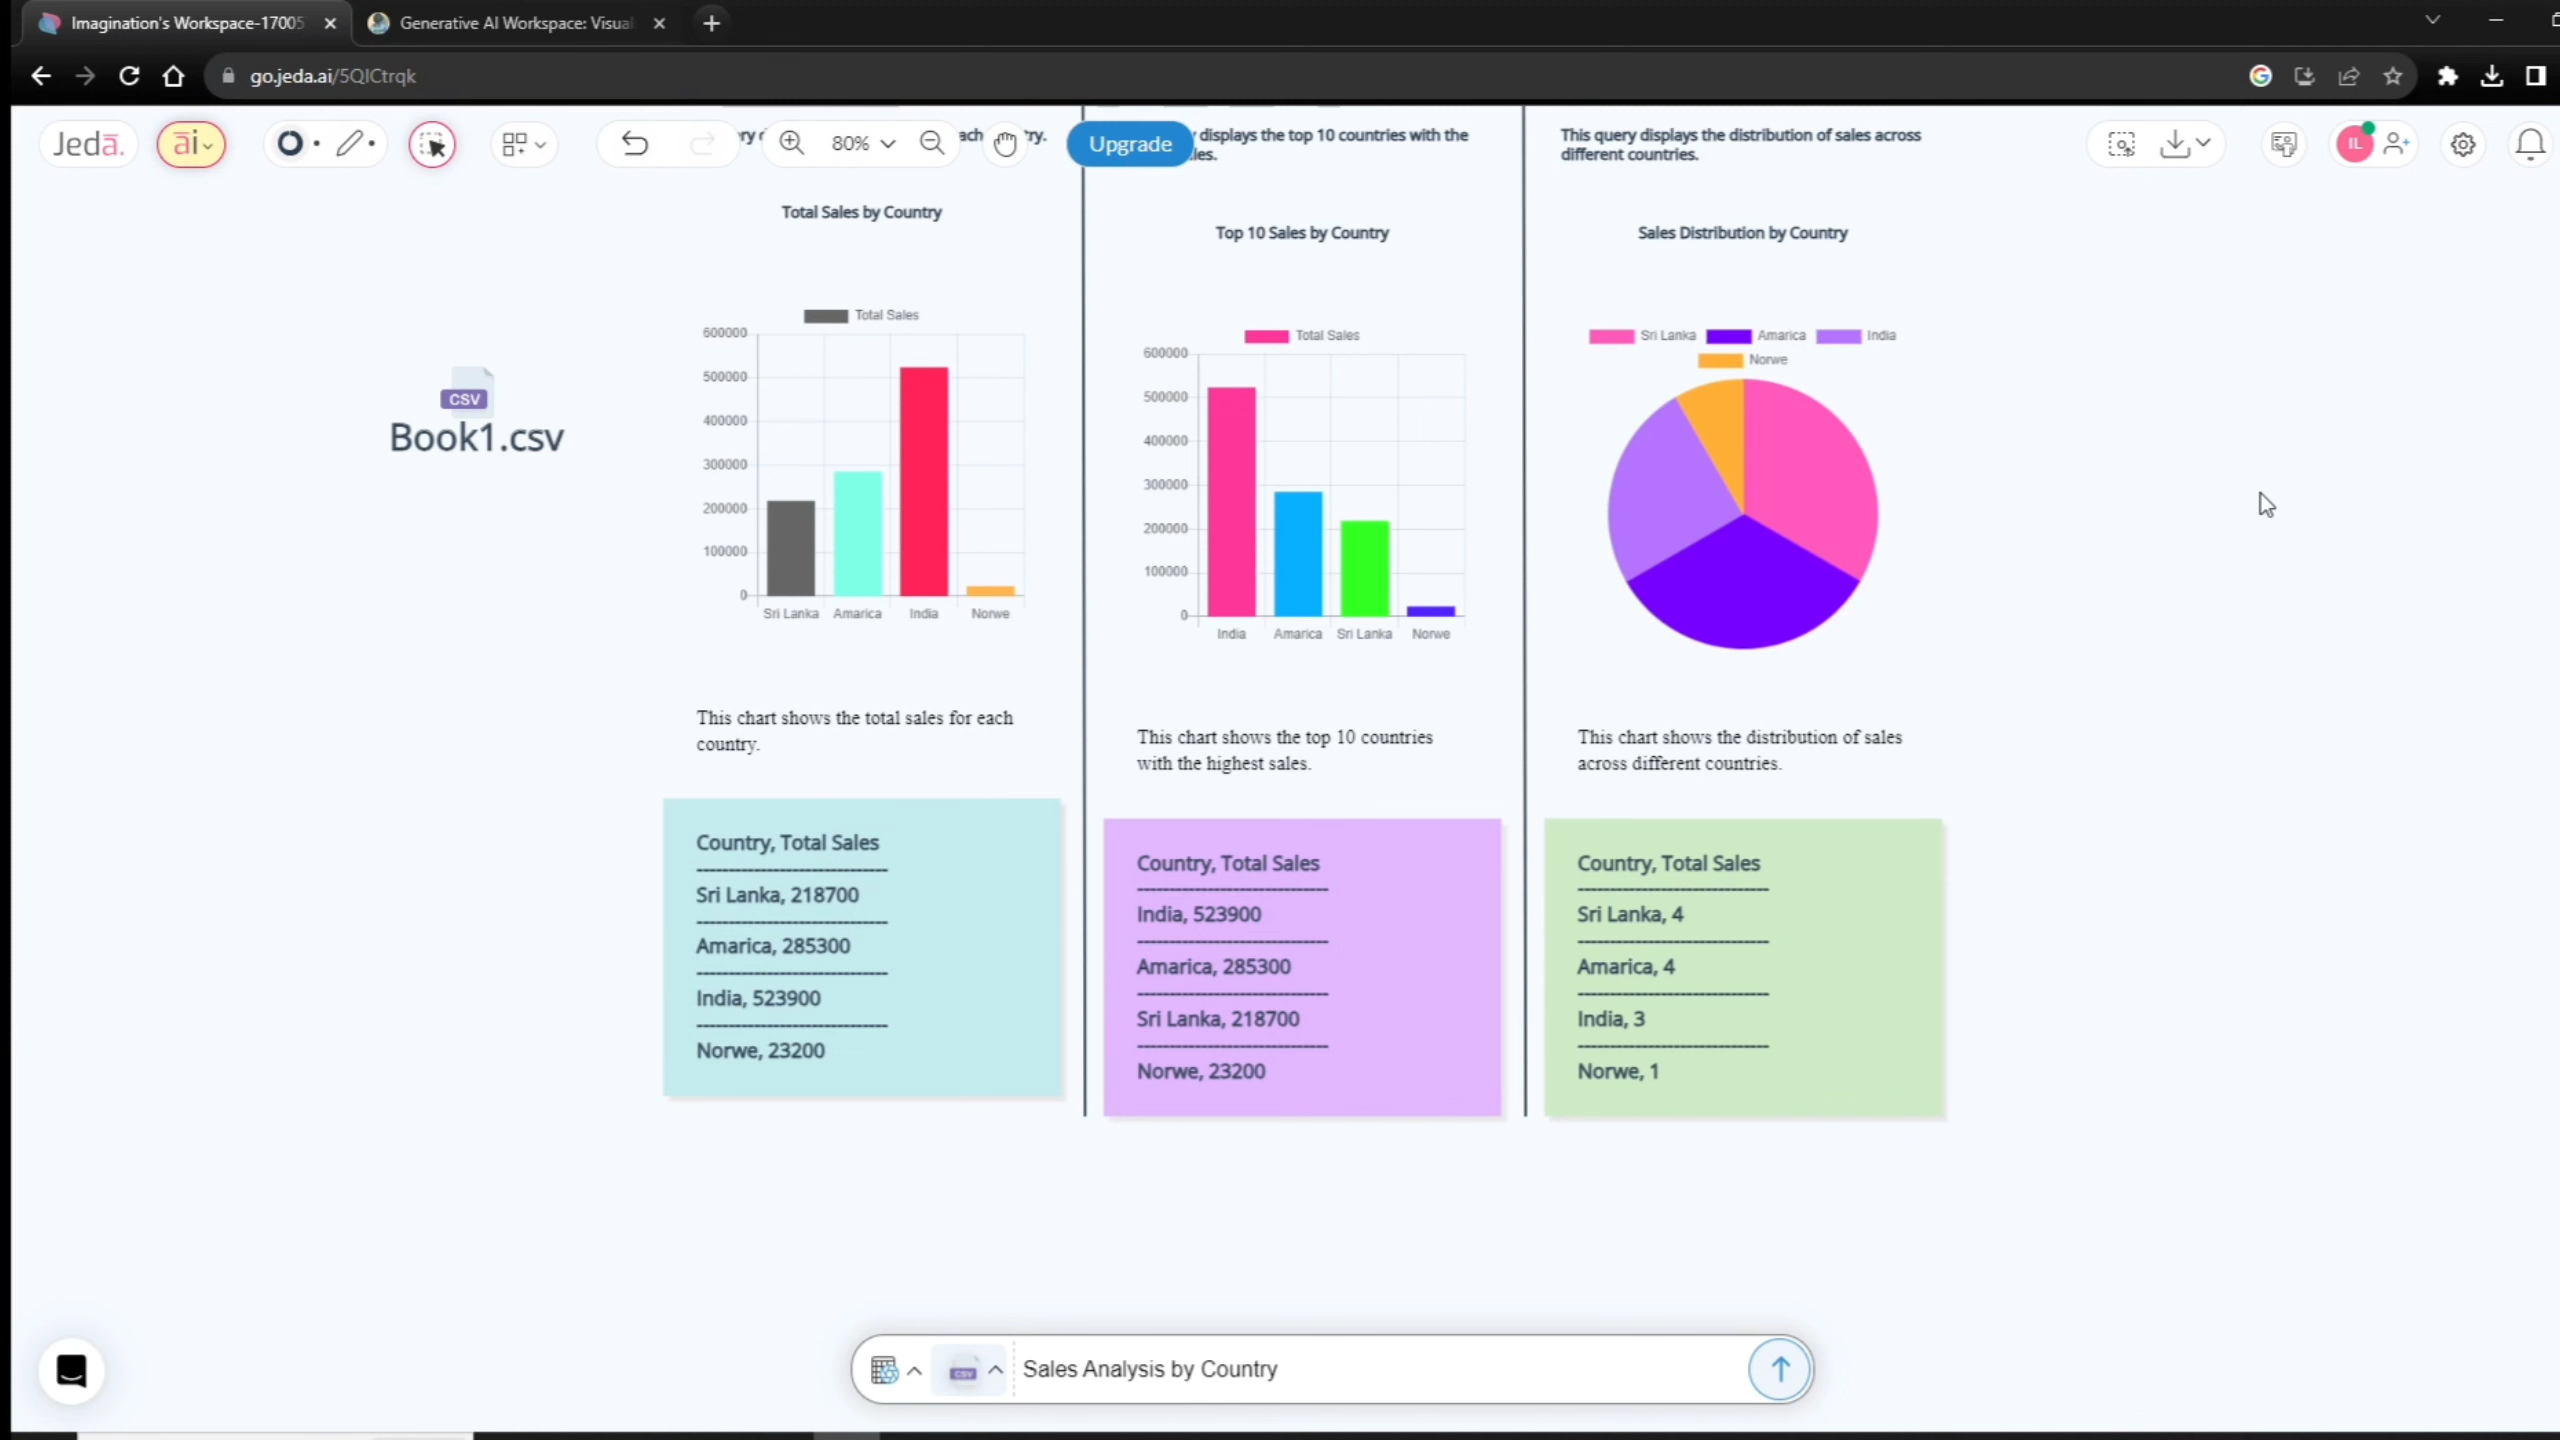 Imagination's Workspace-17005
Generative AI Workspace: Visual
go.jeda.ai/5QICtrqk
Jedā.
āi
80%
Upgrade
IL
ach
try.
displays the top 10 countries with the
les.
This query displays the distribution of sales across
different countries.
CSV
Book1.csv
Total Sales by Country
Total Sales
600000
500000
400000
300000
200000
100000
0
Sri Lanka Amarica India Norwe
This chart shows the total sales for each
country.
Country, Total Sales
------------------------------
Sri Lanka, 218700
------------------------------
Amarica, 285300
------------------------------
India, 523900
------------------------------
Norwe, 23200
Top 10 Sales by Country
Total Sales
600000
500000
400000
300000
200000
100000
0
India Amarica Sri Lanka Norwe
This chart shows the top 10 countries
with the highest sales.
Country, Total Sales
------------------------------
India, 523900
------------------------------
Amarica, 285300
------------------------------
Sri Lanka, 218700
------------------------------
Norwe, 23200
Sales Distribution by Country
Sri Lanka Amarica India
Norwe
This chart shows the distribution of sales
across different countries.
Country, Total Sales
------------------------------
Sri Lanka, 4
------------------------------
Amarica, 4
------------------------------
India, 3
------------------------------
Norwe, 1
CSV
Sales Analysis by Country